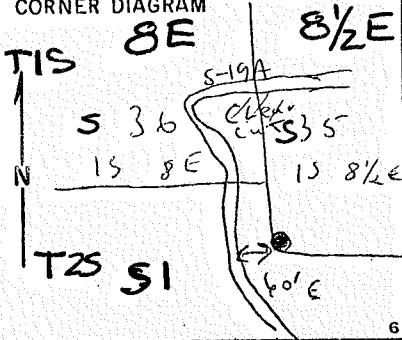 CORNER DIAGRAM
8E 8½E
T1S
S-19A
S 36 S35
1S 8E 1S 8½E
N
T2S S1
60' E
6